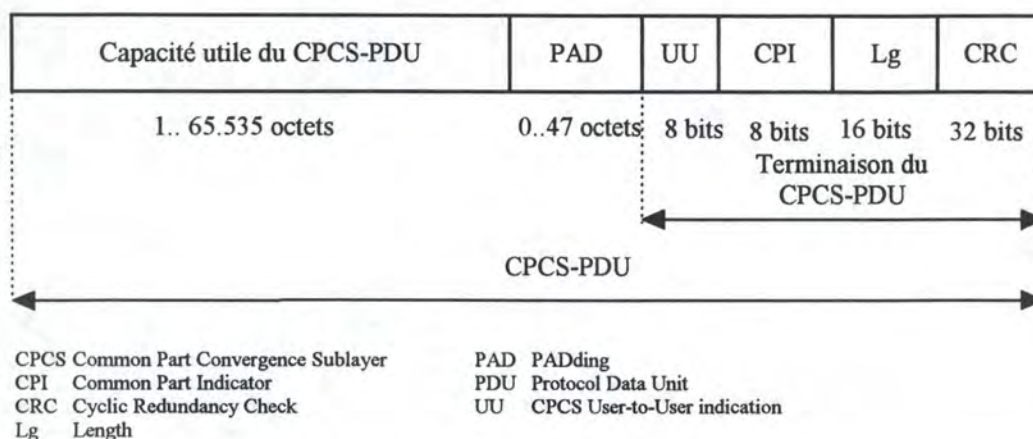 Capacité utile du CPCS-PDU PAD UU CPI Lg CRC
1.. 65.535 octets 0..47 octets 8 bits 8 bits 16 bits 32 bits
Terminaison du
CPCS-PDU
CPCS-PDU
CPCS Common Part Convergence Sublayer PAD PADding
CPI Common Part Indicator PDU Protocol Data Unit
CRC Cyclic Redundancy Check UU CPCS User-to-User indication
Lg Length